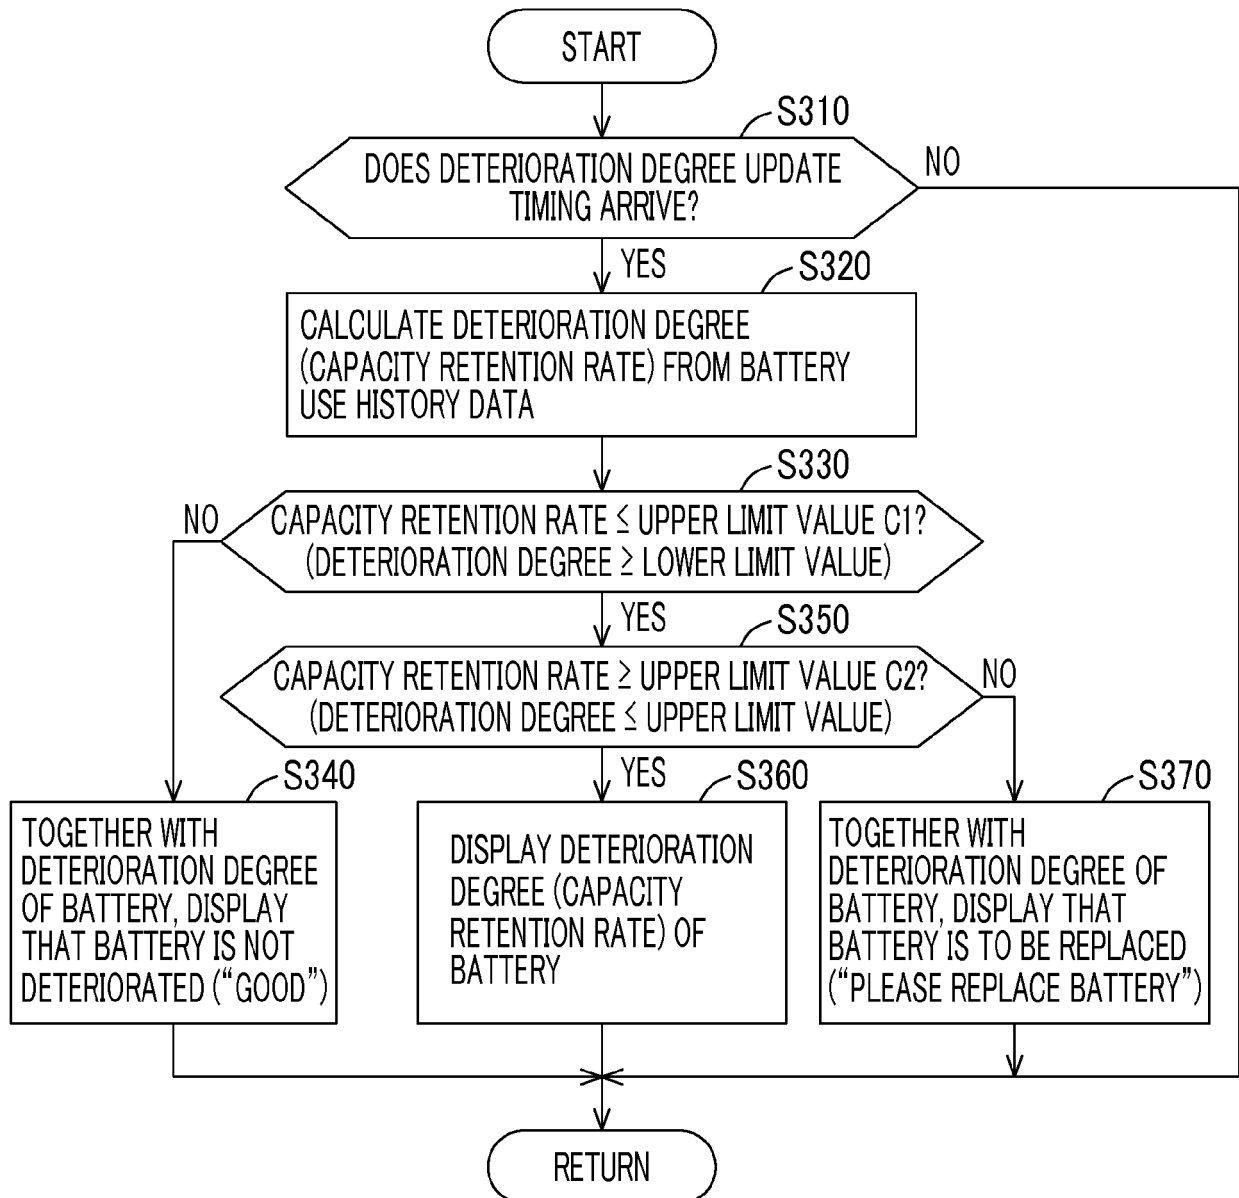 START
S310
DOES DETERIORATION DEGREE UPDATE
TIMING ARRIVE?
NO
YES
S320
CALCULATE DETERIORATION DEGREE
(CAPACITY RETENTION RATE) FROM BATTERY
USE HISTORY DATA
S330
NO
CAPACITY RETENTION RATE ≤ UPPER LIMIT VALUE C1?
(DETERIORATION DEGREE ≥ LOWER LIMIT VALUE)
YES
S350
CAPACITY RETENTION RATE ≥ UPPER LIMIT VALUE C2?
(DETERIORATION DEGREE ≤ UPPER LIMIT VALUE)
NO
YES
S340
TOGETHER WITH
DETERIORATION DEGREE
OF BATTERY, DISPLAY
THAT BATTERY IS NOT
DETERIORATED (“GOOD”)
S360
DISPLAY DETERIORATION
DEGREE (CAPACITY
RETENTION RATE) OF
BATTERY
S370
TOGETHER WITH
DETERIORATION DEGREE OF
BATTERY, DISPLAY THAT
BATTERY IS TO BE REPLACED
(“PLEASE REPLACE BATTERY”)
RETURN